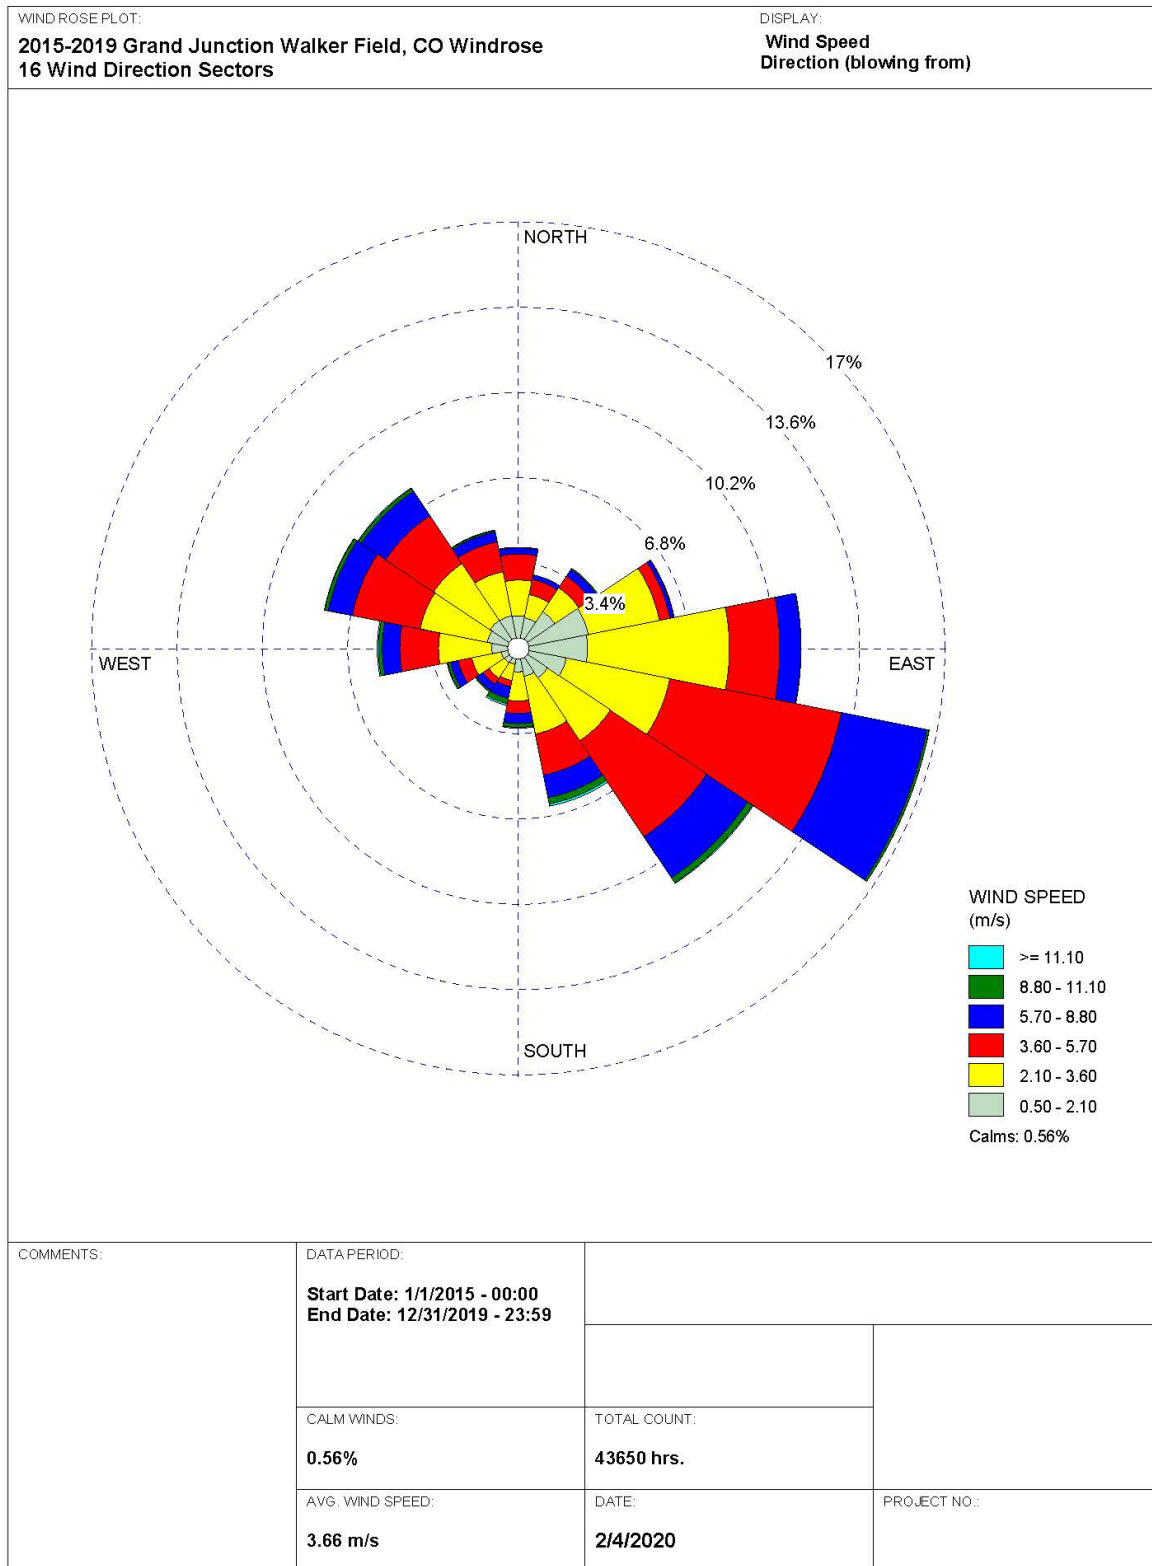 WIND ROSE PLOT:
2015-2019 Grand Junction Walker Field, CO Windrose
16 Wind Direction Sectors
DISPLAY:
Wind Speed
Direction (blowing from)
NORTH
17%
13.6%
10.2%
6.8%
3.4%
WEST
EAST
SOUTH
WIND SPEED
(m/s)
>= 11.10
8.80 - 11.10
5.70 - 8.80
3.60 - 5.70
2.10 - 3.60
0.50 - 2.10
Calms: 0.56%
COMMENTS:
DATA PERIOD:
Start Date: 1/1/2015 - 00:00
End Date: 12/31/2019 - 23:59
CALM WINDS:
0.56%
TOTAL COUNT:
43650 hrs.
AVG. WIND SPEED:
3.66 m/s
DATE:
2/4/2020
PROJECT NO.: